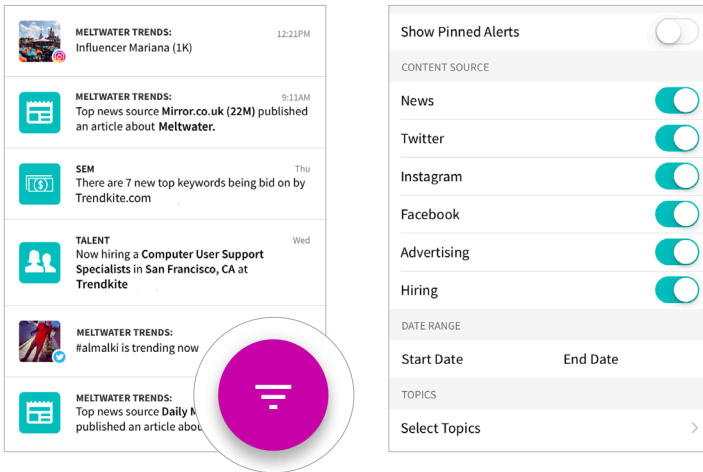 MELTWATER TRENDS: 12:21PM
Influencer Mariana (1K)
MELTWATER TRENDS: 9:11AM
Top news source Mirror.co.uk (22M) published
an article about Meltwater.
SEM Thu
There are 7 new top keywords being bid on by
Trendkite.com
TALENT Wed
Now hiring a Computer User Support
Specialists in San Francisco, CA at
Trendkite
MELTWATER TRENDS:
#almalki is trending now
MELTWATER TRENDS:
Top news source Daily
published an article
Show Pinned Alerts
CONTENT SOURCE
News
Twitter
Instagram
Facebook
Advertising
Hiring
DATE RANGE
Start Date End Date
TOPICS
Select Topics